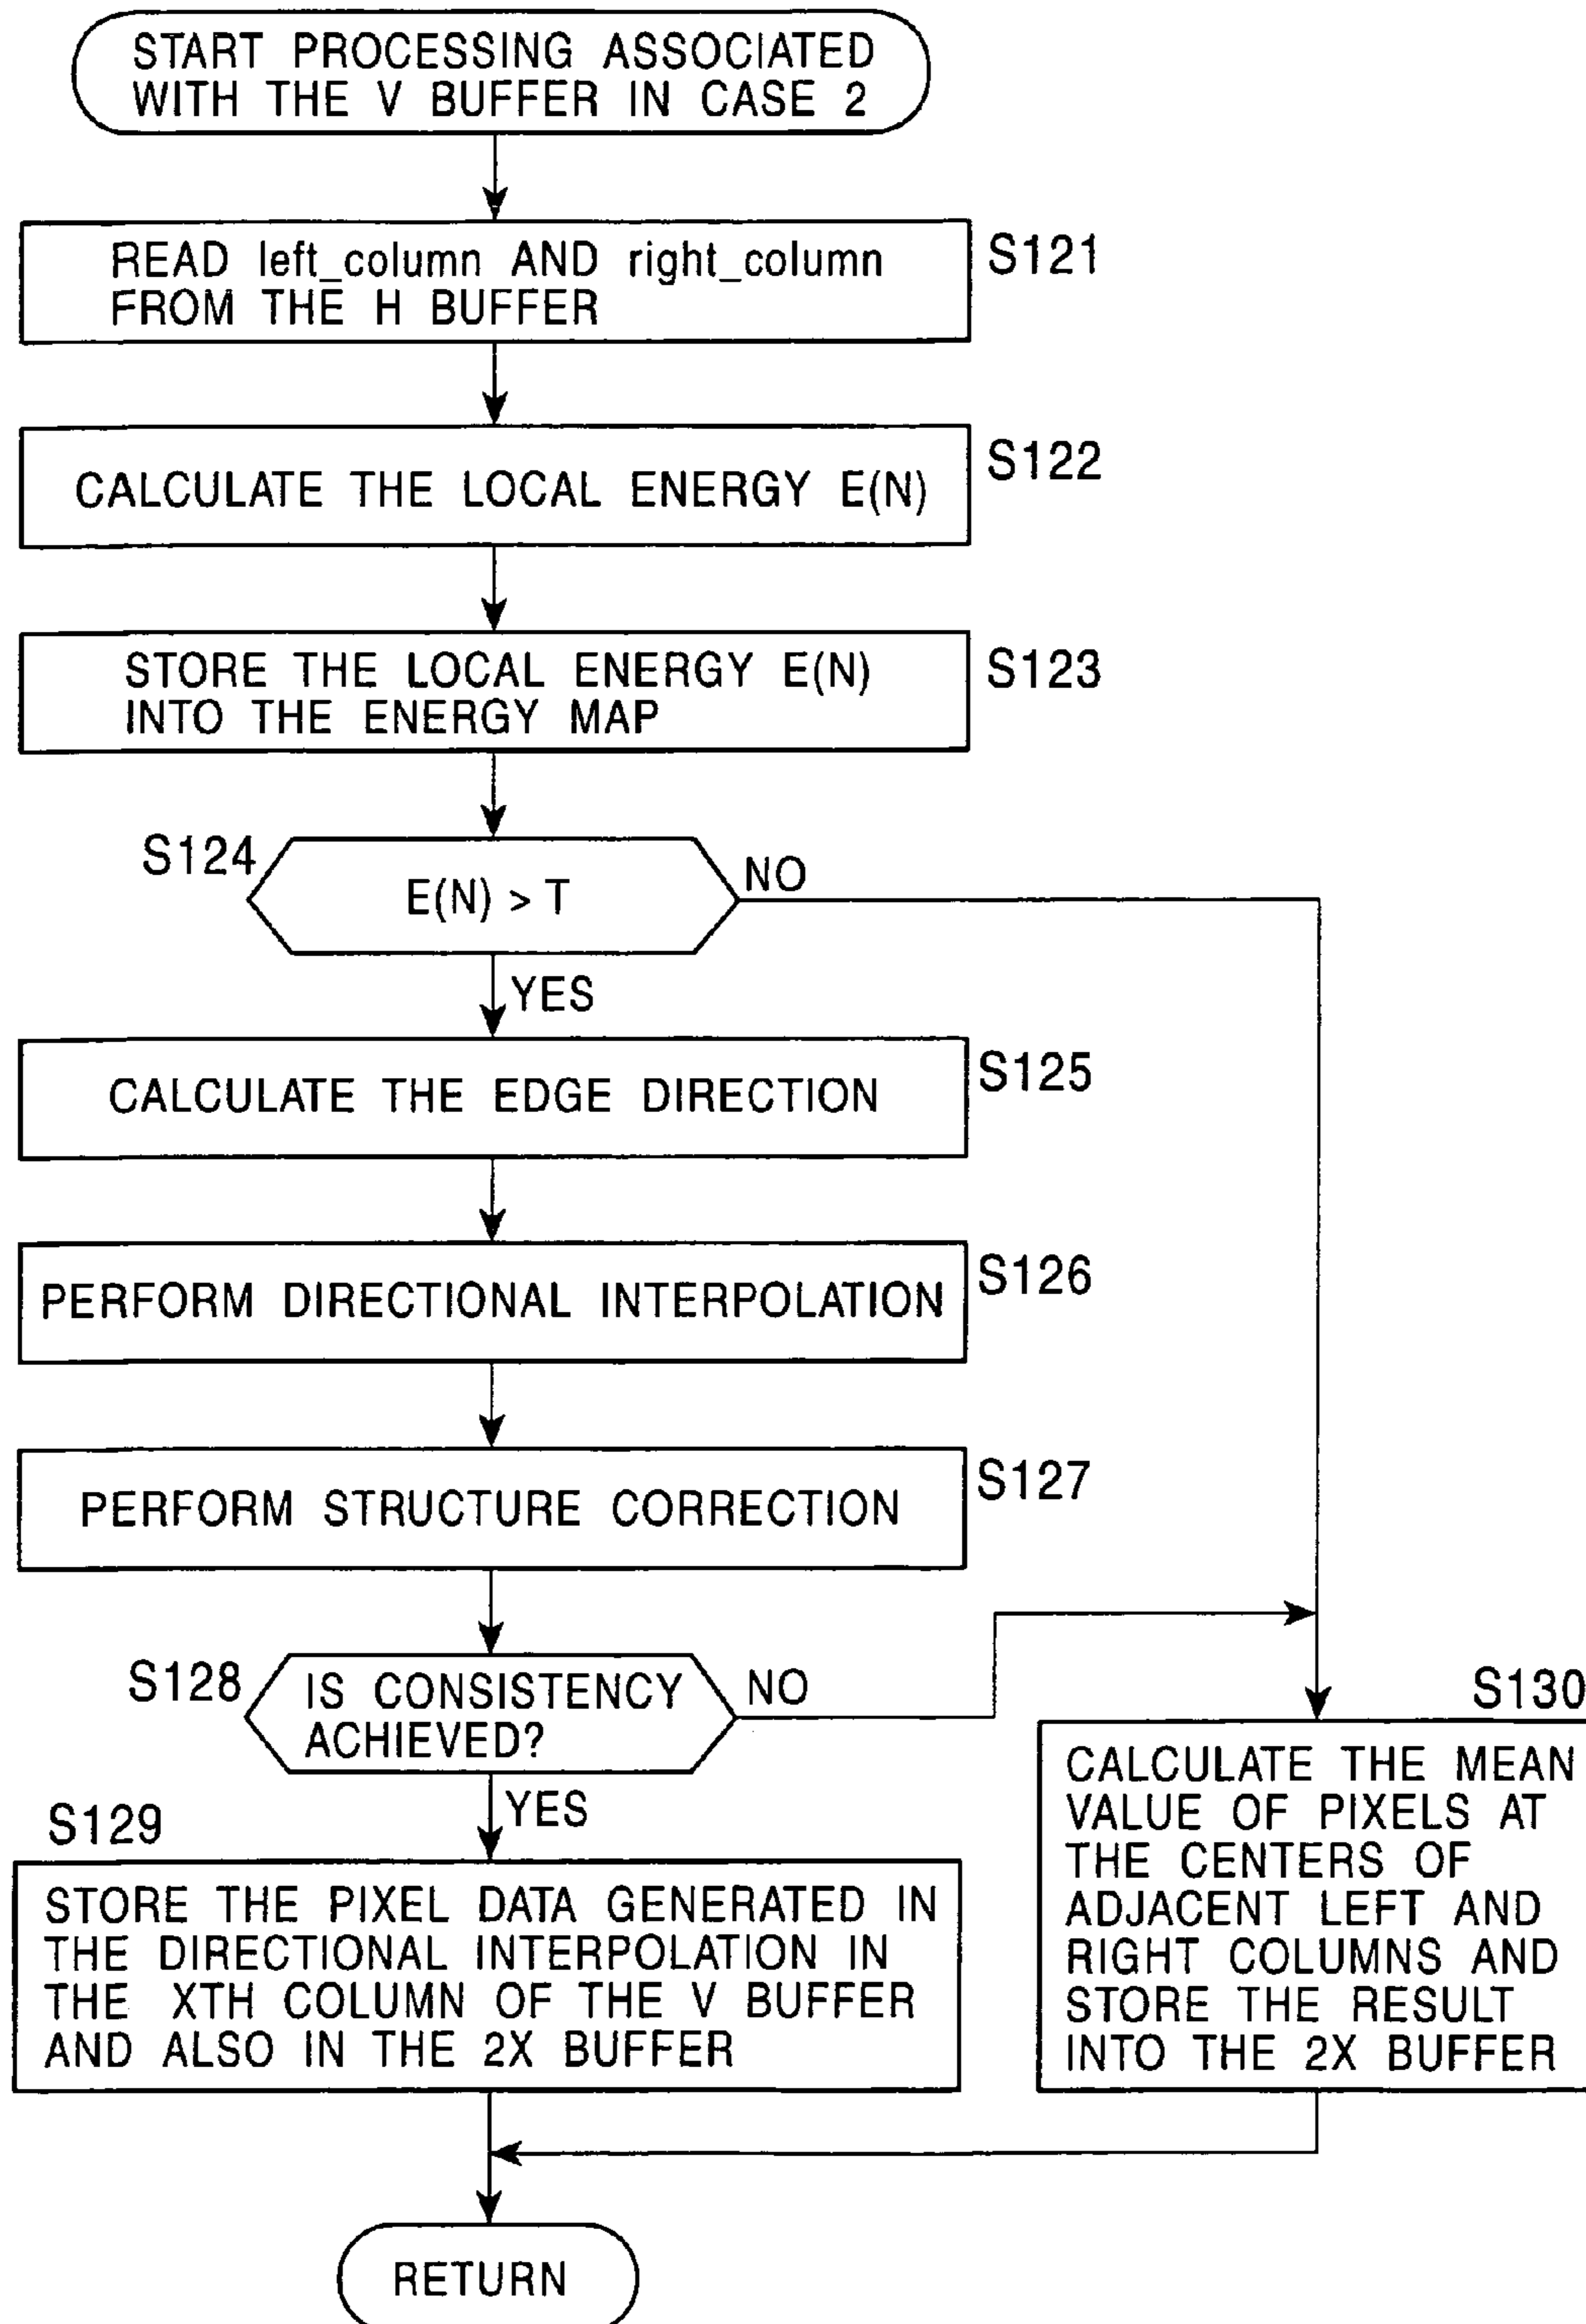 START PROCESSING ASSOCIATED
WITH THE V BUFFER IN CASE 2
READ left_column AND right_column
FROM THE H BUFFER
S121
CALCULATE THE LOCAL ENERGY E(N)
S122
STORE THE LOCAL ENERGY E(N)
INTO THE ENERGY MAP
S123
S124
E(N) > T
NO
YES
CALCULATE THE EDGE DIRECTION
S125
PERFORM DIRECTIONAL INTERPOLATION
S126
PERFORM STRUCTURE CORRECTION
S127
S128
IS CONSISTENCY
ACHIEVED?
NO
YES
S129
STORE THE PIXEL DATA GENERATED IN
THE DIRECTIONAL INTERPOLATION IN
THE XTH COLUMN OF THE V BUFFER
AND ALSO IN THE 2X BUFFER
S130
CALCULATE THE MEAN
VALUE OF PIXELS AT
THE CENTERS OF
ADJACENT LEFT AND
RIGHT COLUMNS AND
STORE THE RESULT
INTO THE 2X BUFFER
RETURN